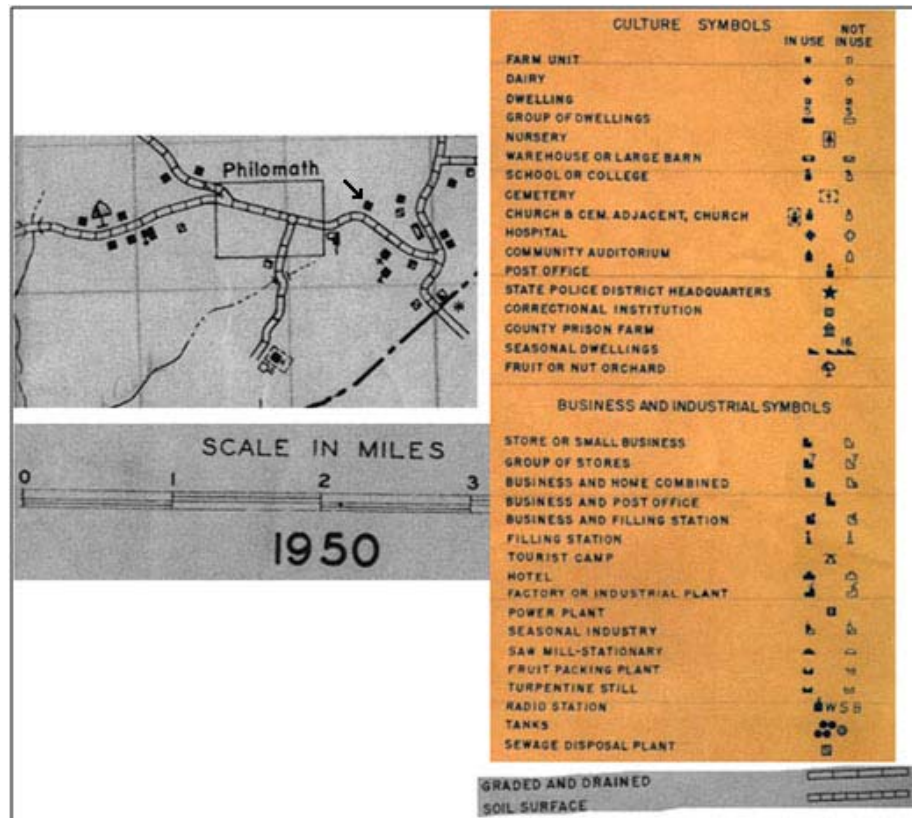 Philomath
SCALE IN MILES
0 1 2 3
1950
CULTURE SYMBOLS
IN USE NOT IN USE
FARM UNIT
DAIRY
DWELLING
GROUP OF DWELLINGS 5 5
NURSERY
WAREHOUSE OR LARGE BARN
SCHOOL OR COLLEGE
CEMETERY
CHURCH & CEM. ADJACENT, CHURCH
HOSPITAL
COMMUNITY AUDITORIUM
POST OFFICE
STATE POLICE DISTRICT HEADQUARTERS
CORRECTIONAL INSTITUTION
COUNTY PRISON FARM
SEASONAL DWELLINGS 16
FRUIT OR NUT ORCHARD
BUSINESS AND INDUSTRIAL SYMBOLS
STORE OR SMALL BUSINESS
GROUP OF STORES 7 7
BUSINESS AND HOME COMBINED
BUSINESS AND POST OFFICE
BUSINESS AND FILLING STATION
FILLING STATION
TOURIST CAMP
HOTEL
FACTORY OR INDUSTRIAL PLANT
POWER PLANT
SEASONAL INDUSTRY
SAW MILL-STATIONARY
FRUIT PACKING PLANT
TURPENTINE STILL
RADIO STATION W S B
TANKS
SEWAGE DISPOSAL PLANT
GRADED AND DRAINED
SOIL SURFACE